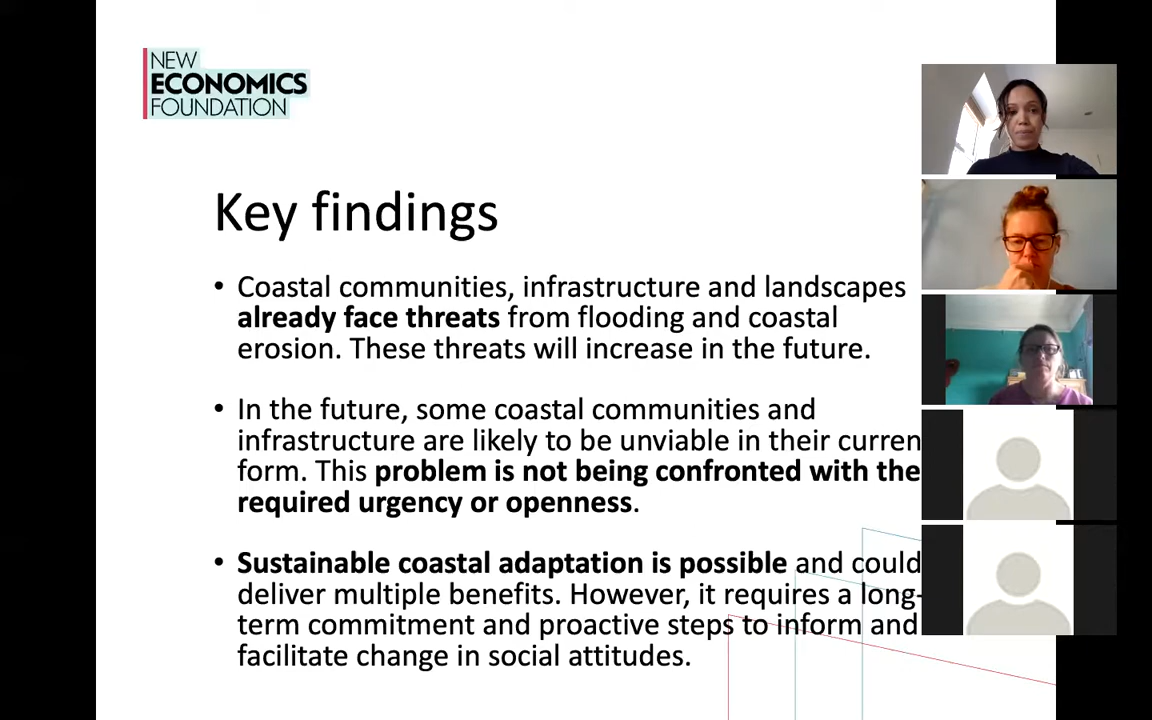 NEW
ECONOMICS
FOUNDATION
Key findings
• Coastal communities, infrastructure and landscapes
already face threats from flooding and coastal
erosion. These threats will increase in the future.
• In the future, some coastal communities and
infrastructure are likely to be unviable in their curren
form. This problem is not being confronted with the
required urgency or openness.
• Sustainable coastal adaptation is possible and could
deliver multiple benefits. However, it requires a long-
term commitment and proactive steps to inform and
facilitate change in social attitudes.